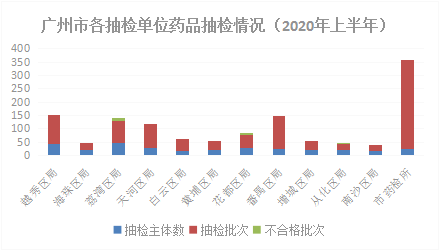 广州市各抽检单位药品抽检情况（2020年上半年）
400
350
300
250
200
150
100
50
0
越秀区局
海珠区局
荔湾区局
天河区局
白云区局
黄埔区局
花都区局
番禺区局
增城区局
从化区局
南沙区局
市药检所
抽检主体数 抽检批次 不合格批次